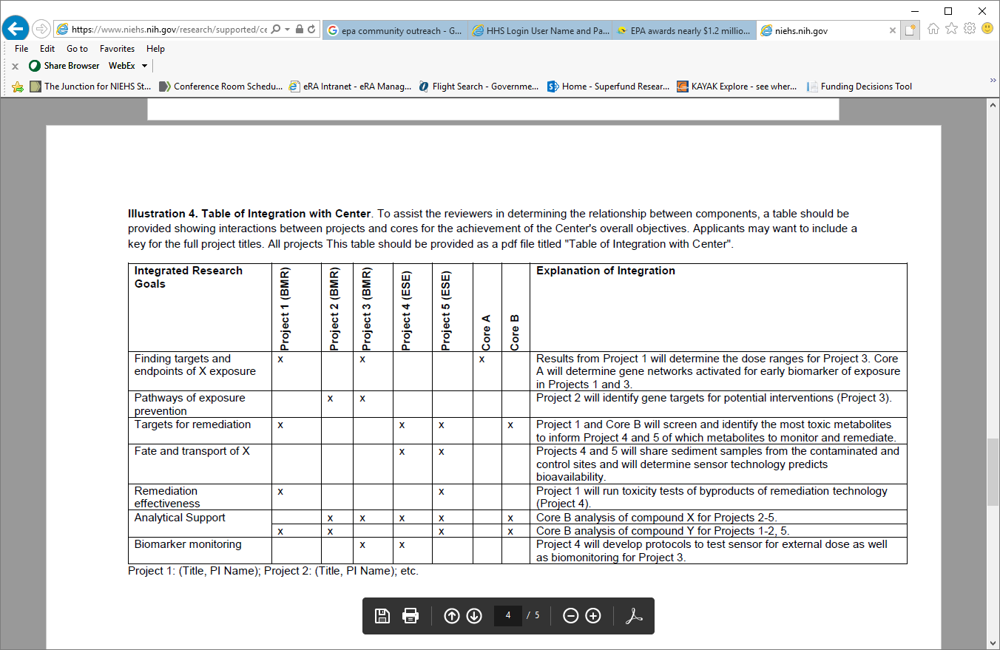 https://www.niehs.nih.gov/research/supported/ce
epa community outreach - G...
HHS Login User Name and Pa...
EPA awards nearly $1.2 millio...
niehs.nih.gov
File Edit Go to Favorites Help
x Share Browser WebEx
The Junction for NIEHS St... Conference Room Schedu... eRA Intranet - eRA Manag... Flight Search - Governme... Home - Superfund Resear... KAYAK Explore - see wher... Funding Decisions Tool
Illustration 4. Table of Integration with Center. To assist the reviewers in determining the relationship between components, a table should be
provided showing interactions between projects and cores for the achievement of the Center's overall objectives. Applicants may want to include a
key for the full project titles. All projects This table should be provided as a pdf file titled "Table of Integration with Center".
Integrated Research
Goals
Project 1 (BMR)
Project 2 (BMR)
Project 3 (BMR)
Project 4 (ESE)
Project 5 (ESE)
Core A
Core B
Explanation of Integration
Finding targets and x x x Results from Project 1 will determine the dose ranges for Project 3. Core
endpoints of X exposure A will determine gene networks activated for early biomarker of exposure
in Projects 1 and 3.
Pathways of exposure x x Project 2 will identify gene targets for potential interventions (Project 3).
prevention
Targets for remediation x x x x Project 1 and Core B will screen and identify the most toxic metabolites
to inform Project 4 and 5 of which metabolites to monitor and remediate.
Fate and transport of X x x Projects 4 and 5 will share sediment samples from the contaminated and
control sites and will determine sensor technology predicts
bioavailability.
Remediation x x Project 1 will run toxicity tests of byproducts of remediation technology
effectiveness (Project 4).
Analytical Support x x x x x Core B analysis of compound X for Projects 2-5.
x x x x Core B analysis of compound Y for Projects 1-2, 5.
Biomarker monitoring x x Project 4 will develop protocols to test sensor for external dose as well
as biomonitoring for Project 3.
Project 1: (Title, PI Name); Project 2: (Title, PI Name); etc.
4 / 5